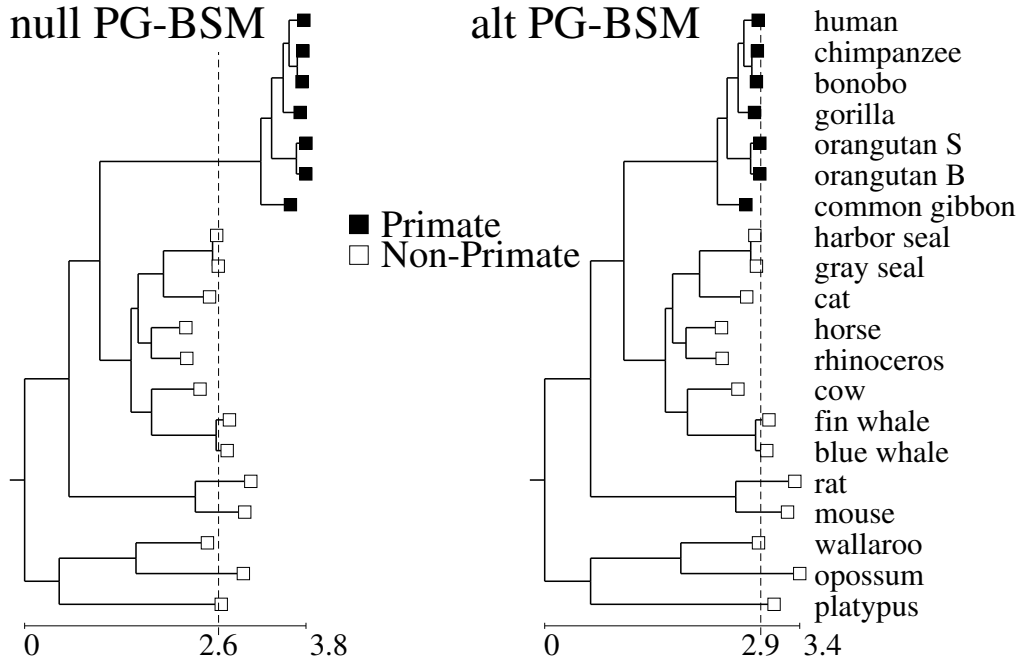 null PG-BSM
alt PG-BSM
human
chimpanzee
bonobo
gorilla
orangutan S
orangutan B
common gibbon
Primate
harbor seal
Non-Primate
gray seal
cat
horse
rhinoceros
cow
fin whale
blue whale
rat
mouse
wallaroo
opossum
platypus
0 2.6 3.8
0 2.9 3.4